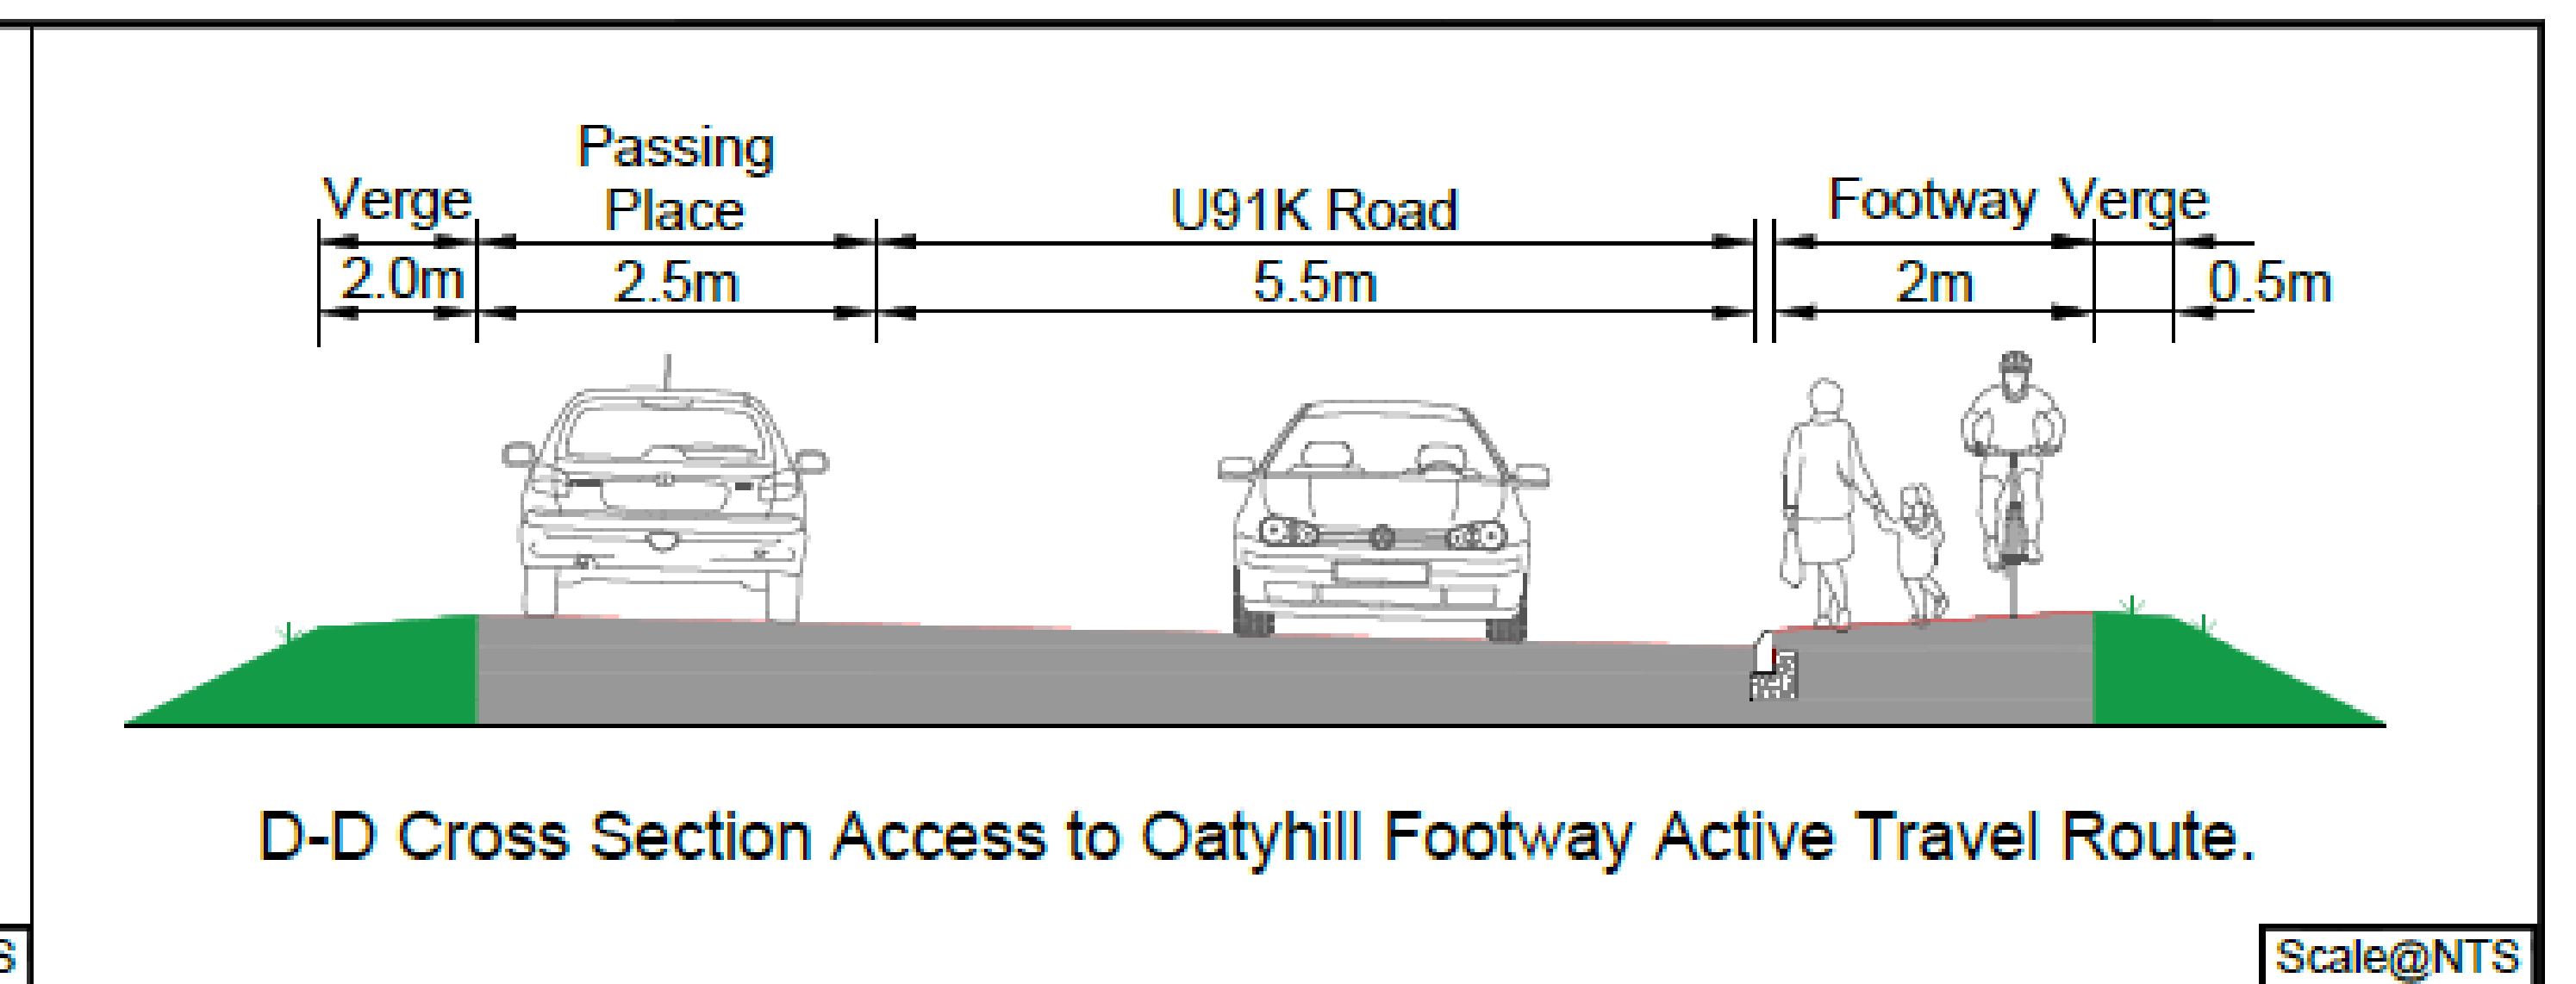 Passing
Verge Place U91K Road Footway Verge
2.0m 2.5m 5.5m 2m 0.5m
D-D Cross Section Access to Oatyhill Footway Active Travel Route.
Scale@NTS